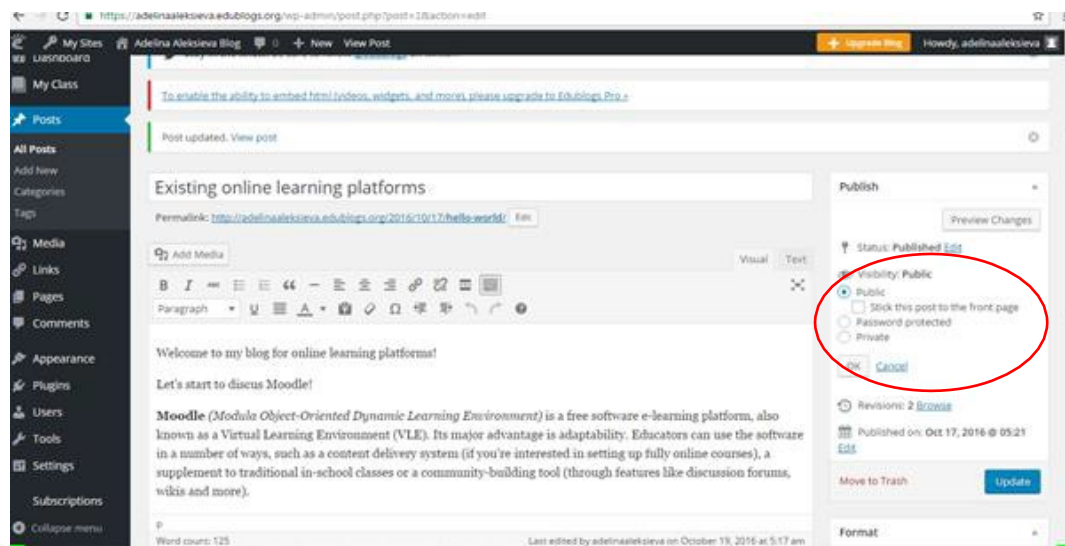 https://adelinaaleksieva.edublogs.org/wp-admin/post.php?post=1&action=edit
My Sites Adelina Aleksieva Blog 0 + New View Post Upgrade Blog Howdy, adelinaaleksieva
Dashboard
My Class
Posts
All Posts
Add New
Categories
Tags
Media
Links
Pages
Comments
Appearance
Plugins
Users
Tools
Settings
Subscriptions
Collapse menu
To enable the ability to embed html (videos, widgets, and more), please upgrade to Edublogs Pro »
Post updated. View post
Existing online learning platforms
Permalink: http://adelinaaleksieva.edublogs.org/2016/10/17/hello-world/ Edit
Add Media
Visual Text
Paragraph
Welcome to my blog for online learning platforms!
Let's start to discus Moodle!
Moodle (Modula Object-Oriented Dynamic Learning Environment) is a free software e-learning platform, also
known as a Virtual Learning Environment (VLE). Its major advantage is adaptability. Educators can use the software
in a number of ways, such as a content delivery system (if you're interested in setting up fully online courses), a
supplement to traditional in-school classes or a community-building tool (through features like discussion forums,
wikis and more).
P
Word count: 125 Last edited by adelinaaleksieva on October 19, 2016 at 5:17 am
Publish
Preview Changes
Status: Published Edit
Visibility: Public
Public
Stick this post to the front page
Password protected
Private
OK Cancel
Revisions: 2 Browse
Published on: Oct 17, 2016 @ 05:21
Edit
Move to Trash Update
Format